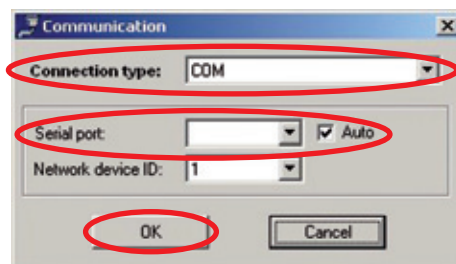 Communication
Connection type: COM
Serial port: Auto
Network device ID: 1
OK Cancel